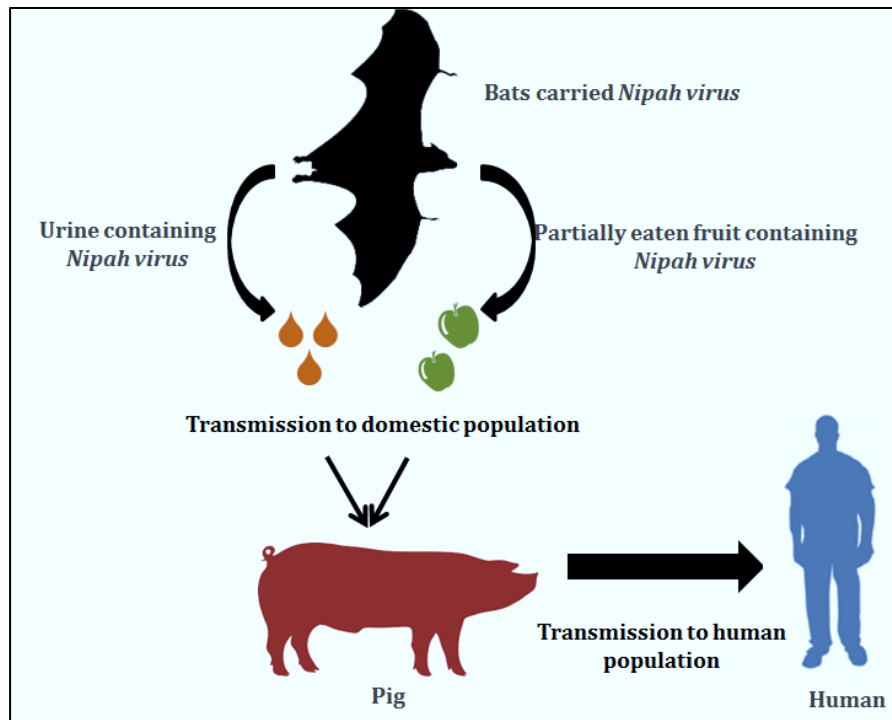 Bats carried Nipah virus
Urine containing
Nipah virus
Partially eaten fruit containing
Nipah virus
Transmission to domestic population
Transmission to human
population
Pig
Human